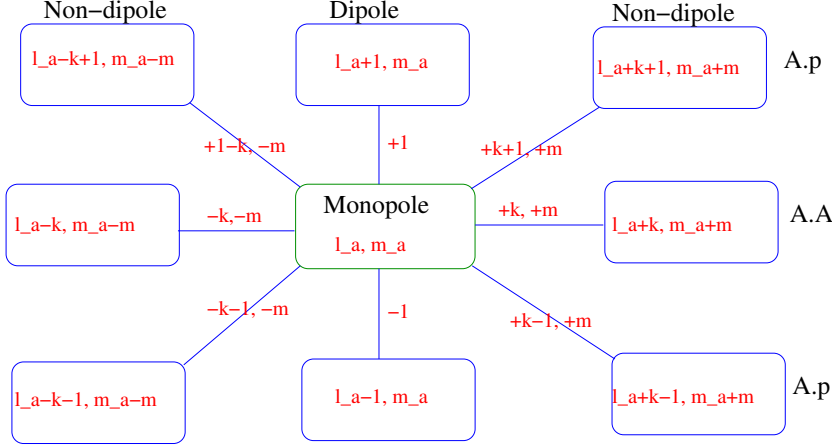 Non−dipole
Dipole
Non−dipole
l_a−k+1, m_a−m
l_a+1, m_a
l_a+k+1, m_a+m
A.p
+1−k, −m
+1
+k+1, +m
l_a−k, m_a−m
−k,−m
Monopole
l_a, m_a
+k, +m
l_a+k, m_a+m
A.A
−k−1, −m
−1
+k−1, +m
l_a−k−1, m_a−m
l_a−1, m_a
l_a+k−1, m_a+m
A.p